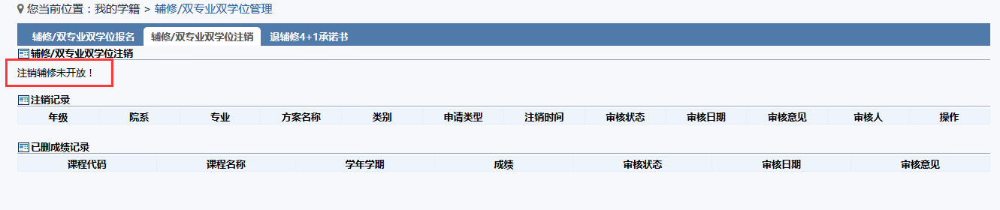 您当前位置：我的学籍 > 辅修/双专业双学位管理
辅修/双专业双学位报名 辅修/双专业双学位注销 退辅修4+1承诺书
辅修/双专业双学位注销
注销辅修未开放！
注销记录
年级 院系 专业 方案名称 类别 申请类型 注销时间 审核状态 审核日期 审核意见 审核人 操作
已删成绩记录
课程代码 课程名称 学年学期 成绩 审核状态 审核日期 审核意见